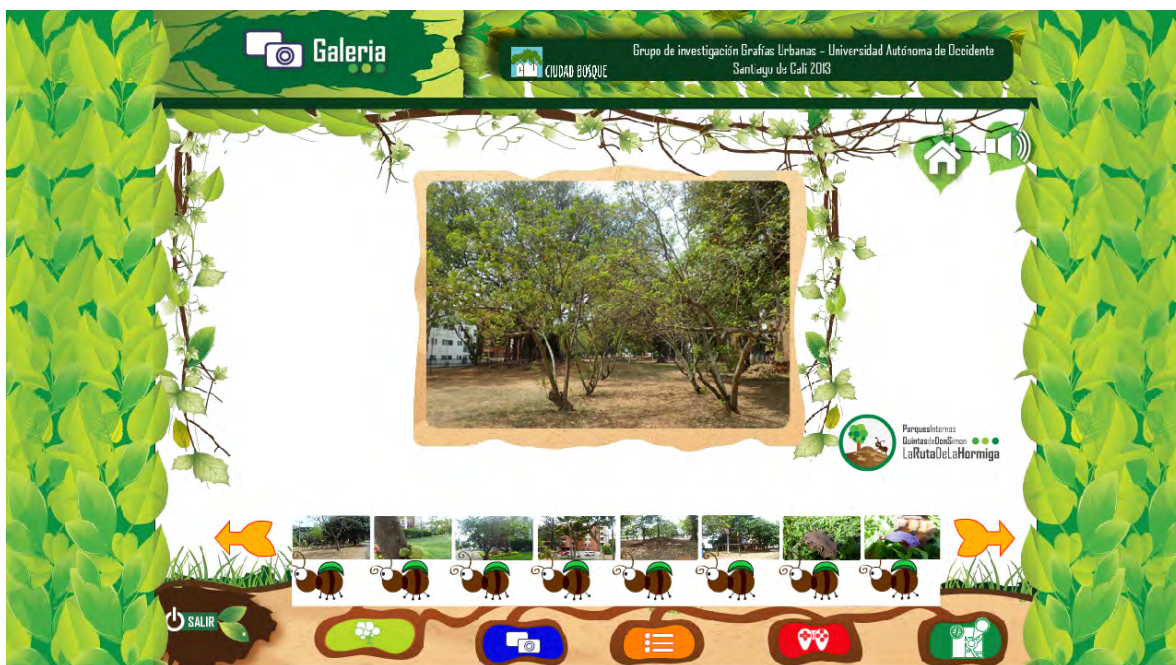 Galeria
CIUDAD BOSQUE
Grupo de investigación Grafías Urbanas – Universidad Autónoma de Occidente
Santiago de Cali 2013
ParquesInternos
QuintasdeDonSimon
LaRutaDeLaHormiga
SALIR